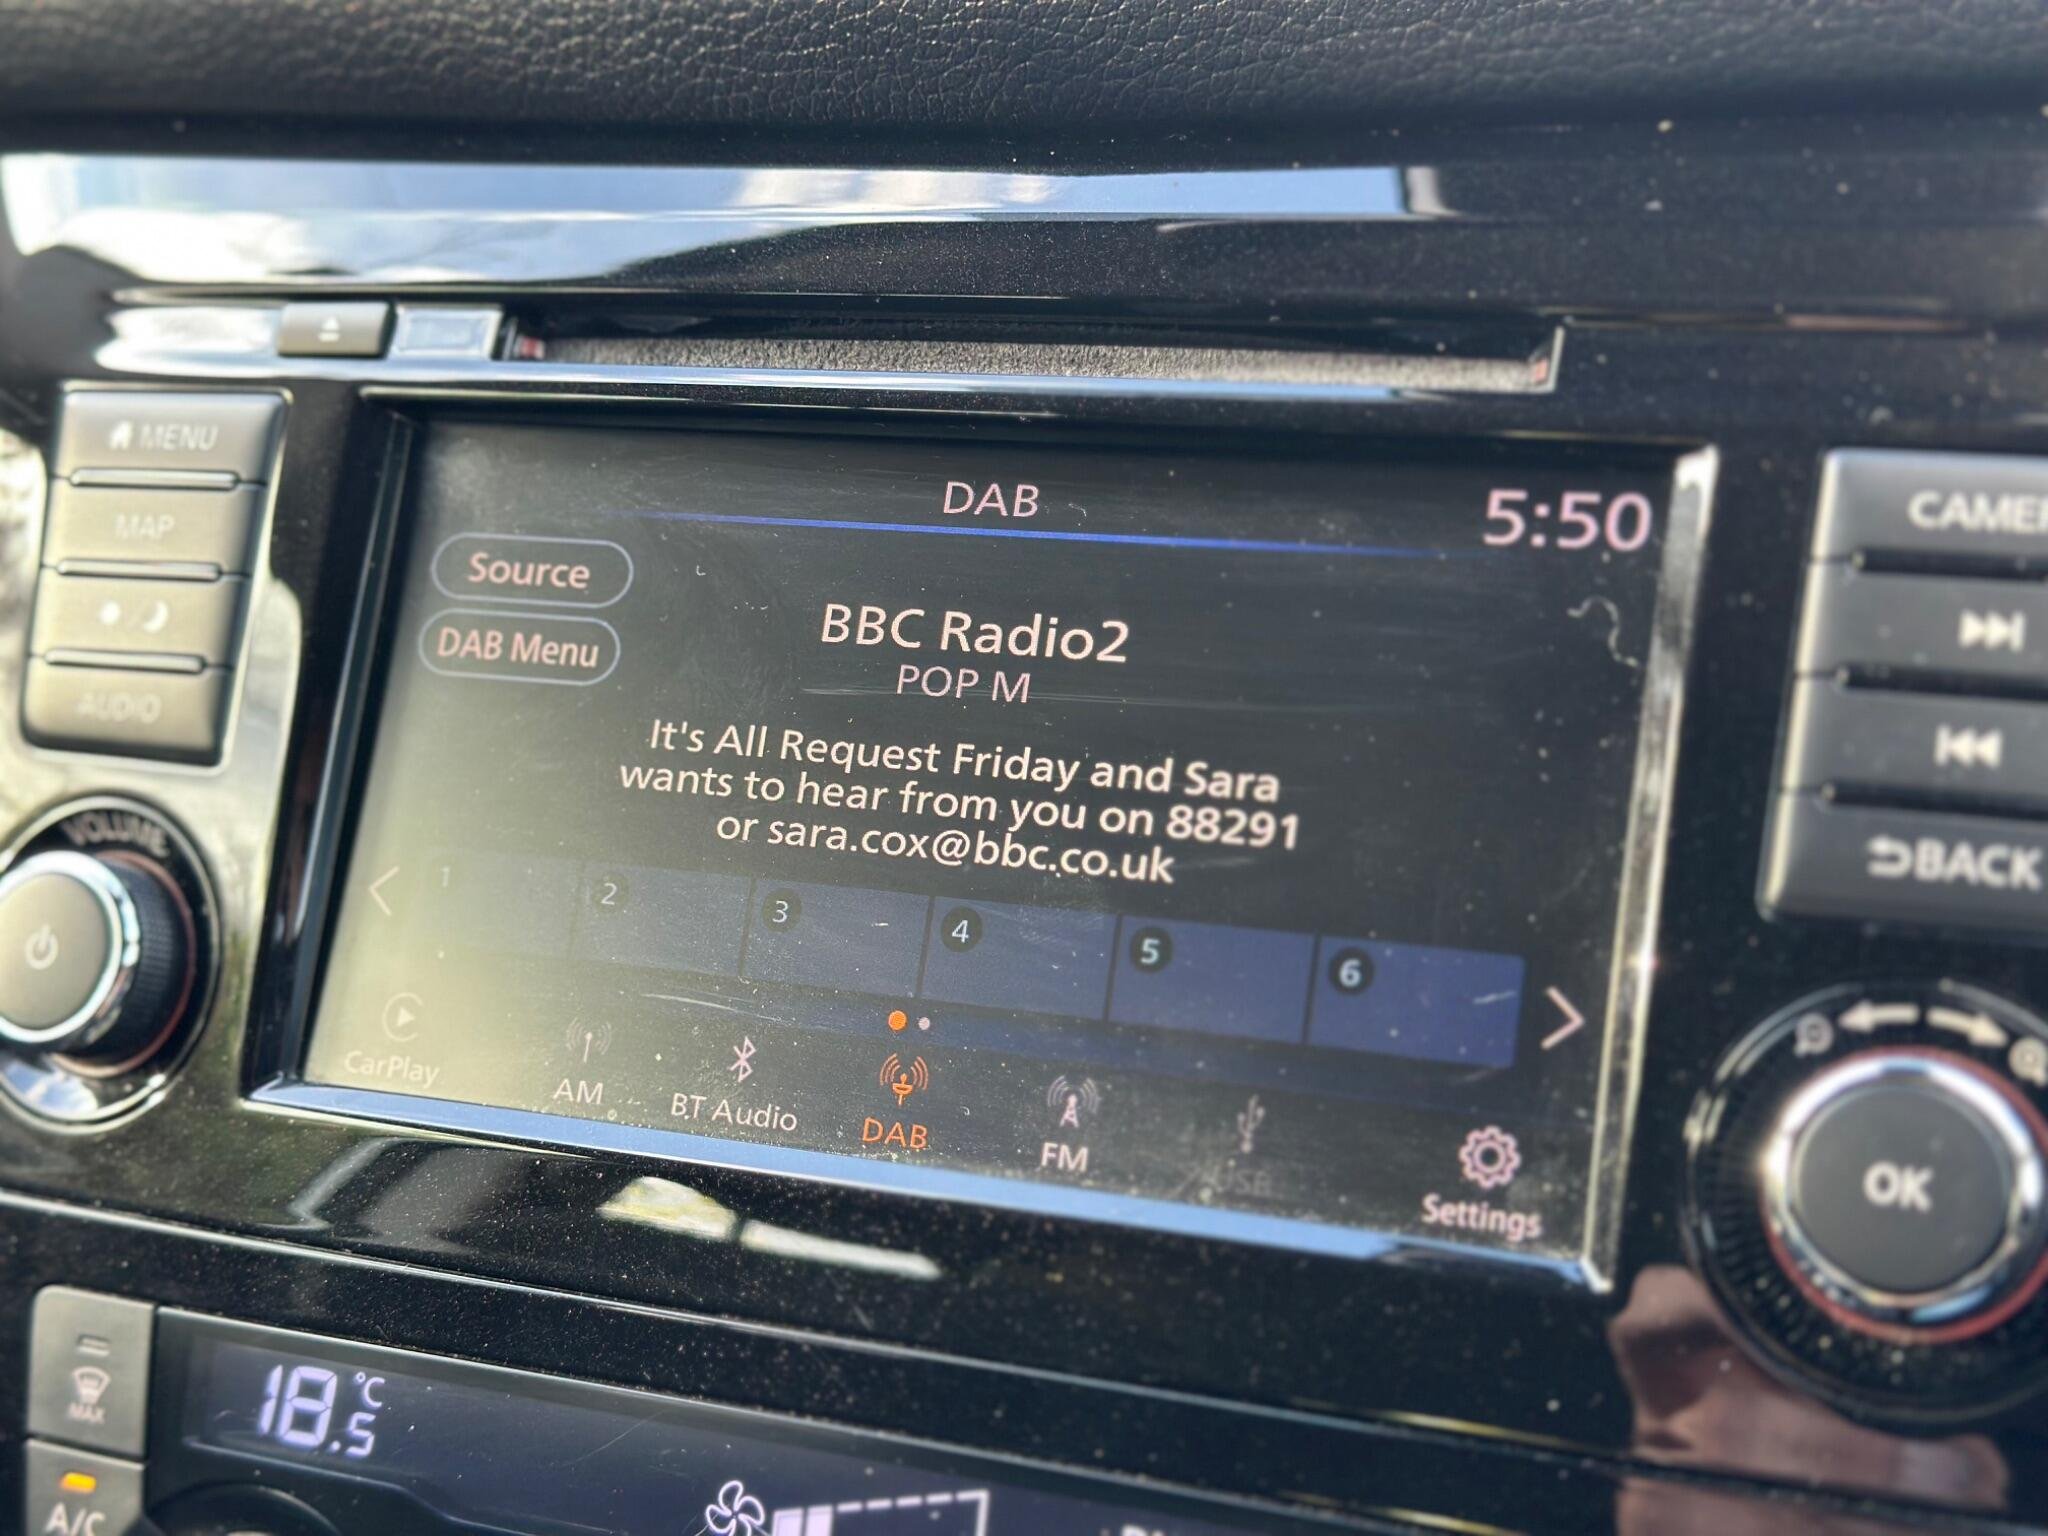 MENU
MAP
AUDIO
VOLUME
DAB
5:50
Source
DAB Menu
BBC Radio2
POP M
It's All Request Friday and Sara
wants to hear from you on 88291
or sara.cox@bbc.co.uk
1 2 3 4 5 6
CarPlay
AM
BT Audio
DAB
FM
USB
Settings
BACK
OK
MAX
18.5 °C
A/C